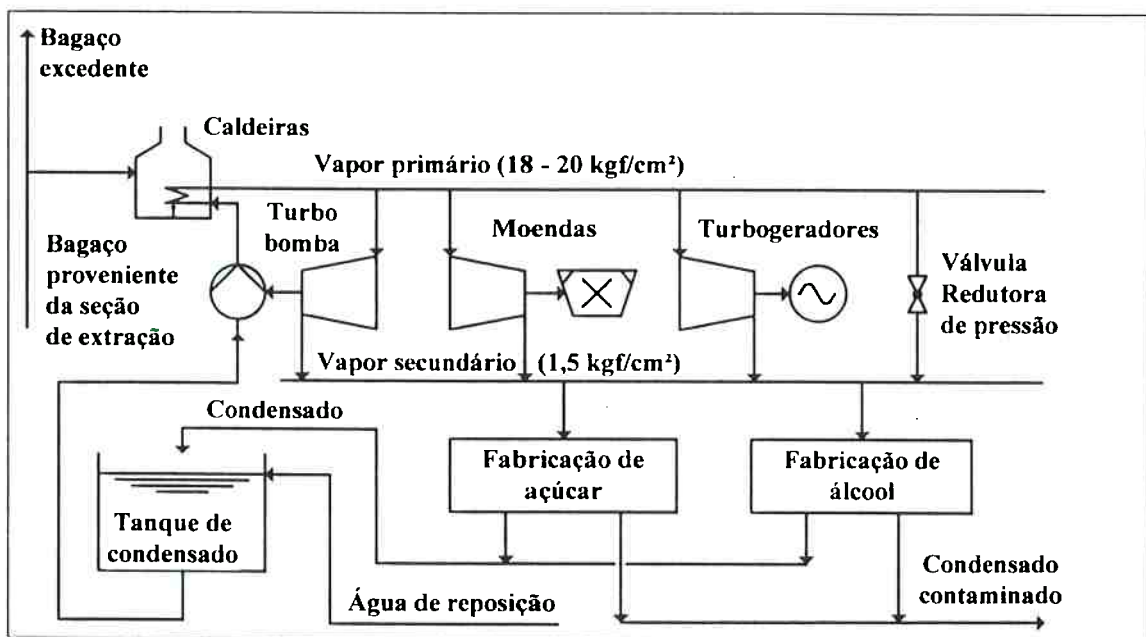 Bagaço
excedente
Caldeiras
Vapor primário (18 - 20 kgf/cm²)
Turbo
bomba
Moendas
Turbogeradores
Bagaço
proveniente
da seção
de extração
Válvula
Redutora
de pressão
Vapor secundário (1,5 kgf/cm²)
Condensado
Fabricação de
açúcar
Fabricação de
álcool
Tanque de
condensado
Água de reposição
Condensado
contaminado